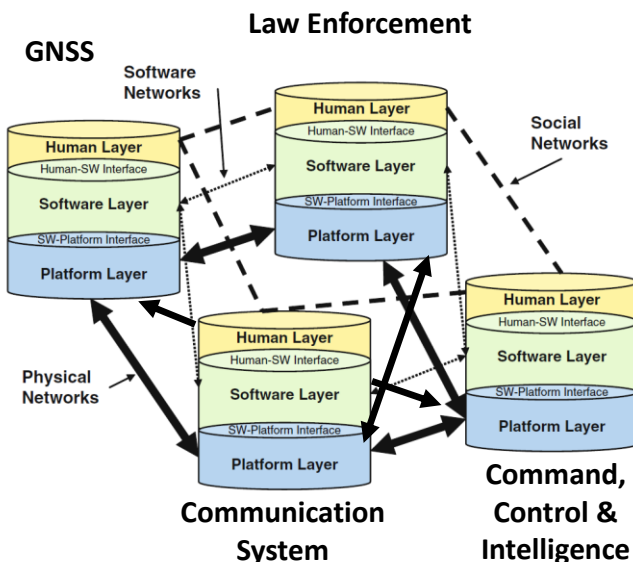 Law Enforcement
GNSS
Software
Networks
Human Layer
Human-SW Interface
Software Layer
SW-Platform Interface
Platform Layer
Human Layer
Human-SW Interface
Software Layer
SW-Platform Interface
Platform Layer
Social
Networks
Human Layer
Human-SW Interface
Software Layer
SW-Platform Interface
Platform Layer
Human Layer
Human-SW Interface
Software Layer
SW-Platform Interface
Platform Layer
Physical
Networks
Communication
System
Command,
Control &
Intelligence